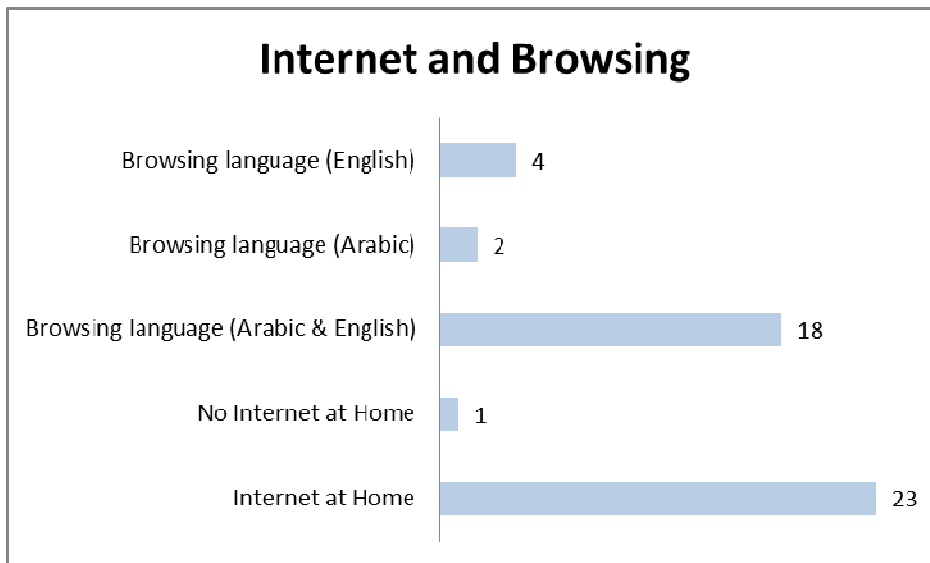 Internet and Browsing
Browsing language (English) 4
Browsing language (Arabic) 2
Browsing language (Arabic & English) 18
No Internet at Home 1
Internet at Home 23